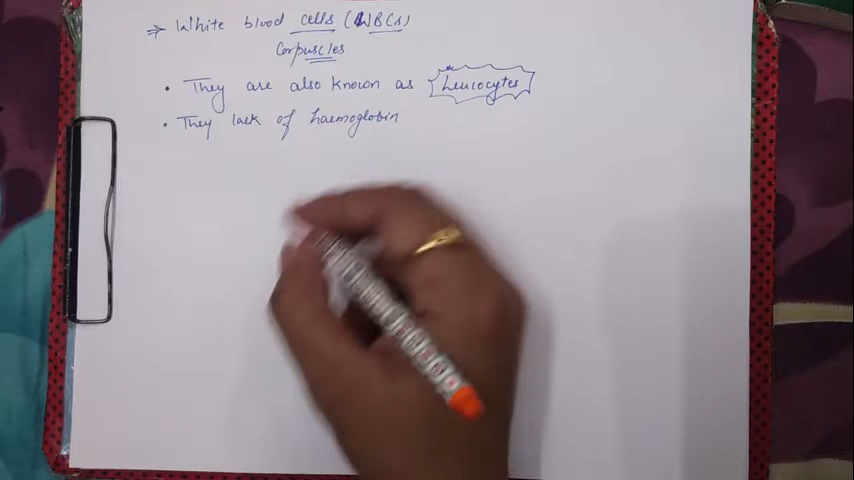 ⇒ White blood cells (WBCs)
Corpuscles
• They are also known as Leucocytes
• They lack of haemoglobin